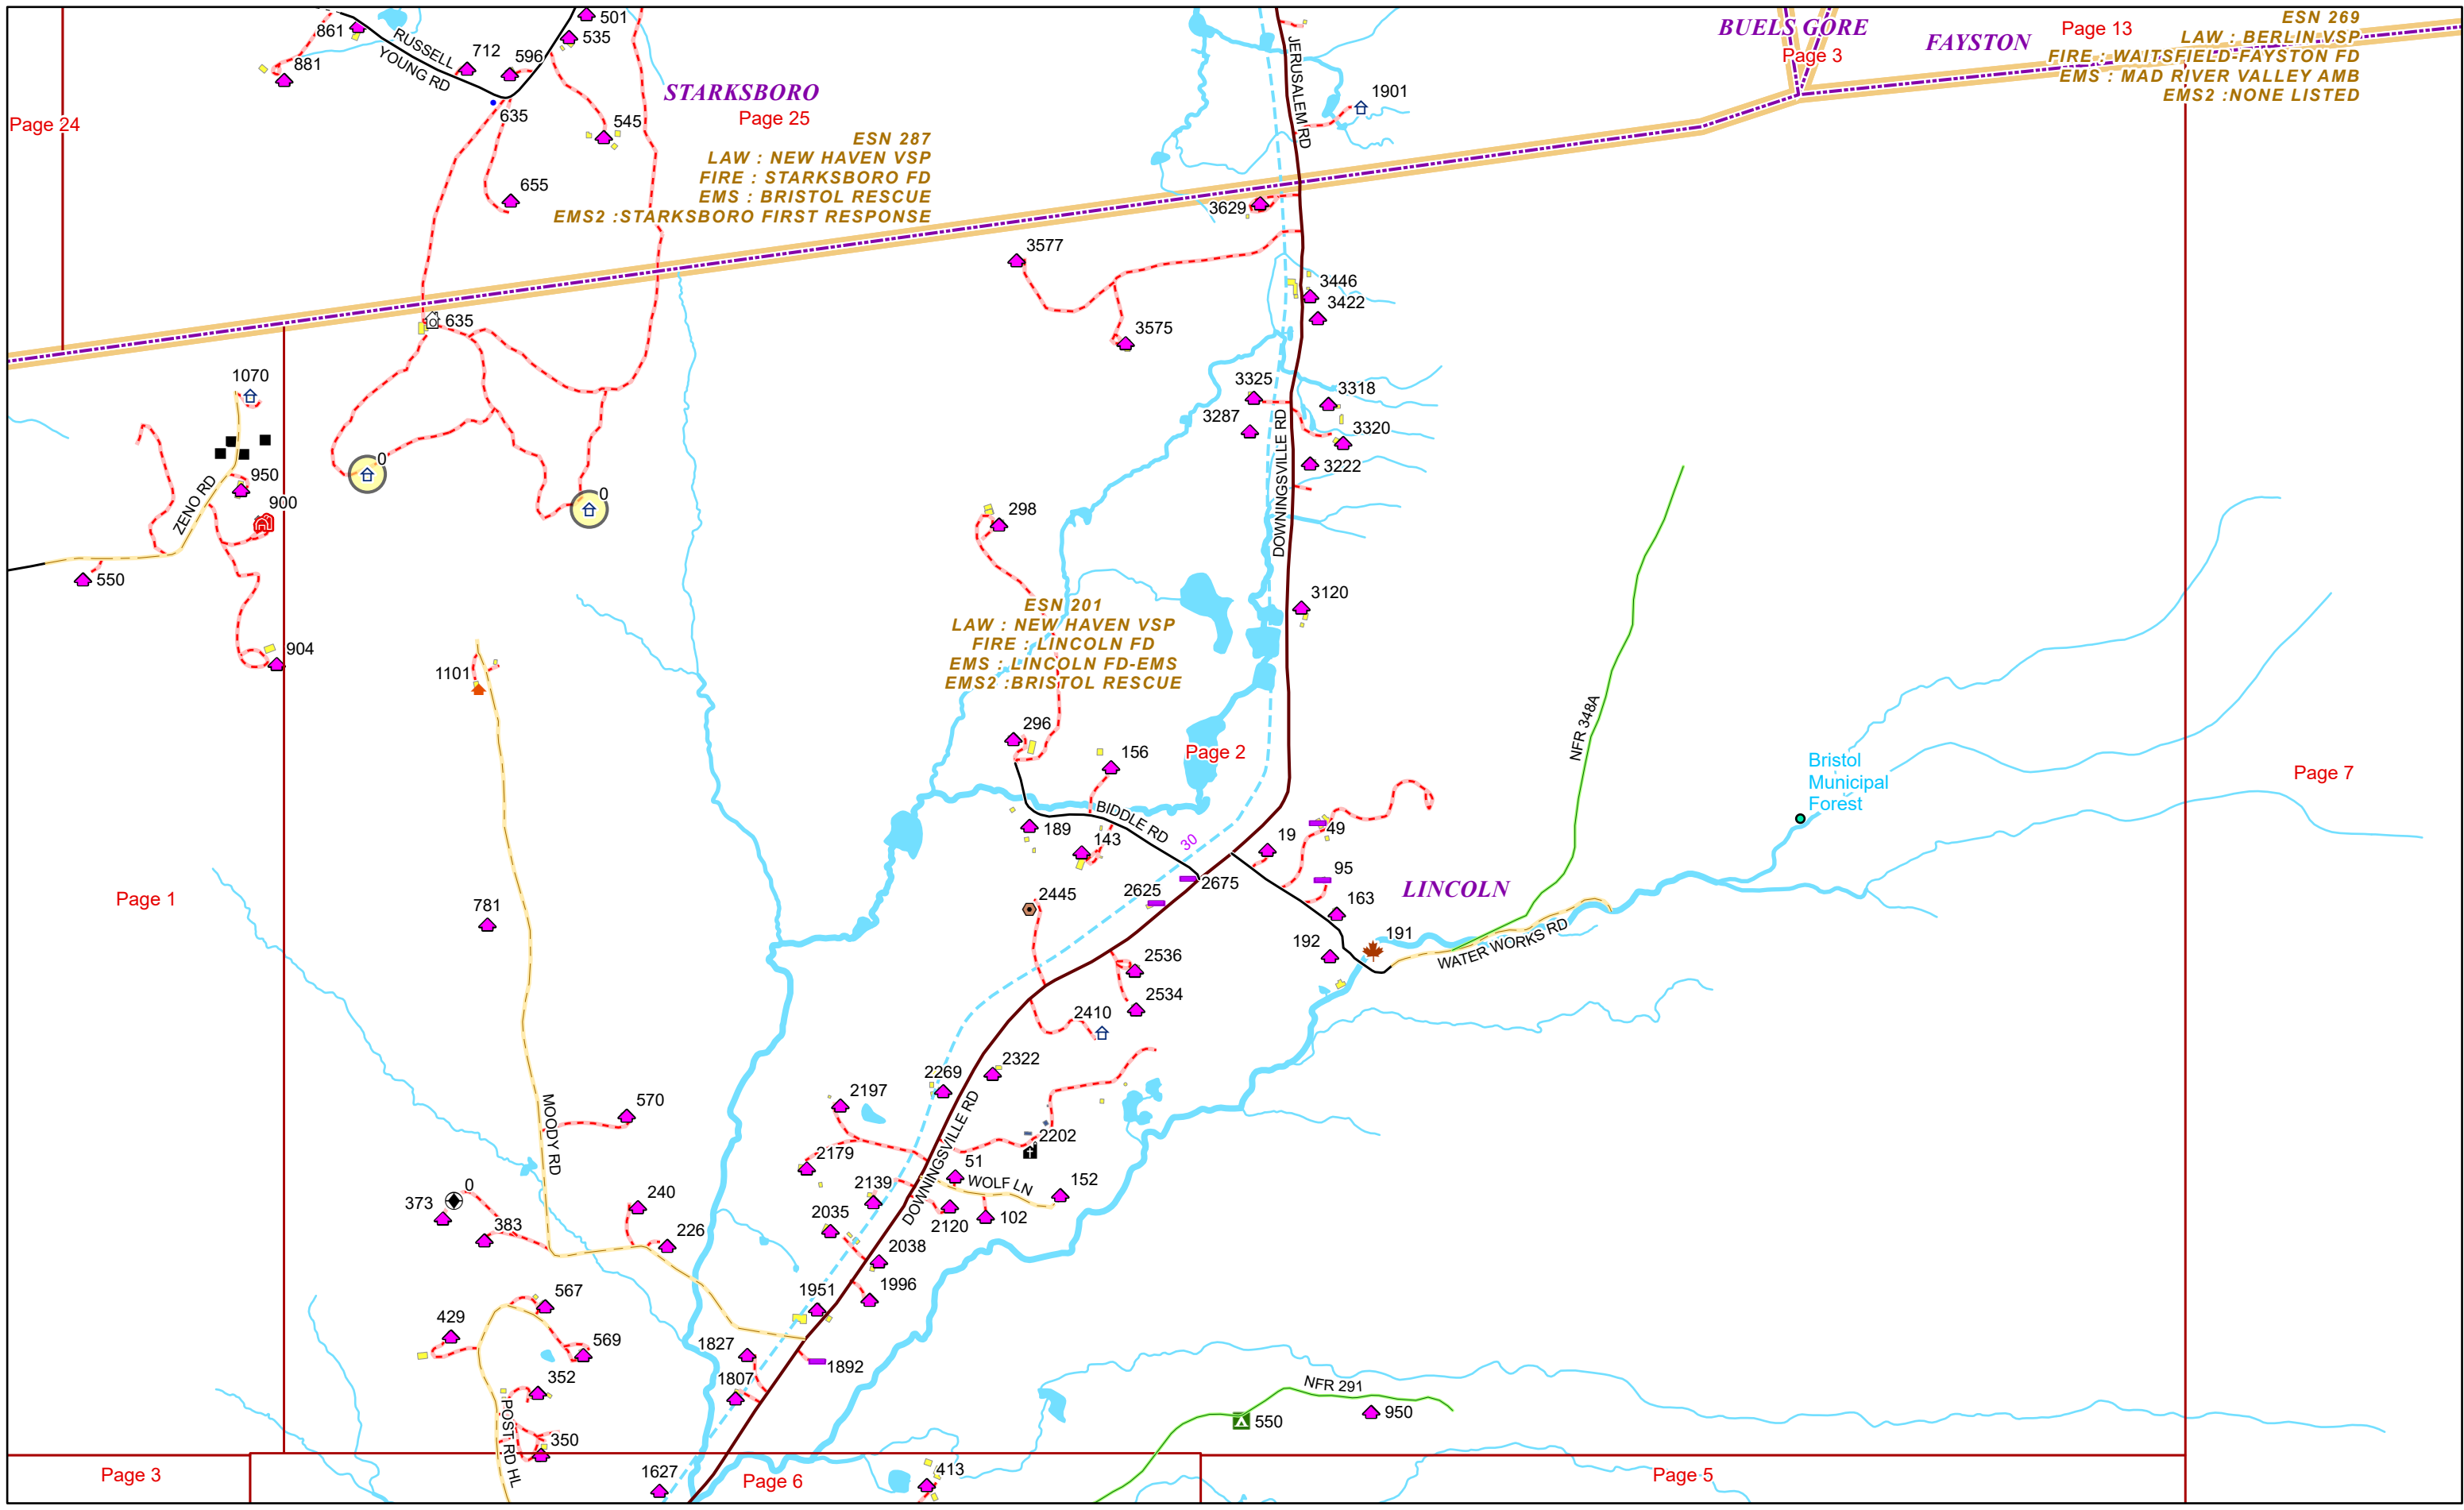 861
RUSSELL
YOUNG RD
881
712
596
501
535
635
545
655
Page 24
STARKSBORO
Page 25
ESN 287
LAW : NEW HAVEN VSP
FIRE : STARKSBORO FD
EMS : BRISTOL RESCUE
EMS2 :STARKSBORO FIRST RESPONSE
JERUSALEM RD
1901
BUELS GORE
Page 3
FAYSTON
Page 13
ESN 269
LAW : BERLIN VSP
FIRE : WAITSFIELD-FAYSTON FD
EMS : MAD RIVER VALLEY AMB
EMS2 :NONE LISTED
3629
3577
3575
3446
3422
635
1070
950
900
ZENO RD
550
904
0
0
3325
3287
3318
3320
3222
DOWNINGSVILLE RD
298
3120
ESN 201
LAW : NEW HAVEN VSP
FIRE : LINCOLN FD
EMS : LINCOLN FD-EMS
EMS2 :BRISTOL RESCUE
1101
296
156
Page 2
NFR 348A
Bristol
Municipal
Forest
Page 7
BIDDLE RD
30
189
143
19
49
95
163
192
191
LINCOLN
WATER WORKS RD
Page 1
781
2445
2625
2675
2536
2534
2410
2322
2269
2197
2179
2202
DOWNINGSVILLE RD
51
WOLF LN
152
102
2120
2139
2035
2038
1996
1951
MOODY RD
570
240
226
0
373
383
567
429
569
352
350
POST RD HL
1827
1807
1892
NFR 291
550
950
Page 3
1627
Page 6
413
Page 5